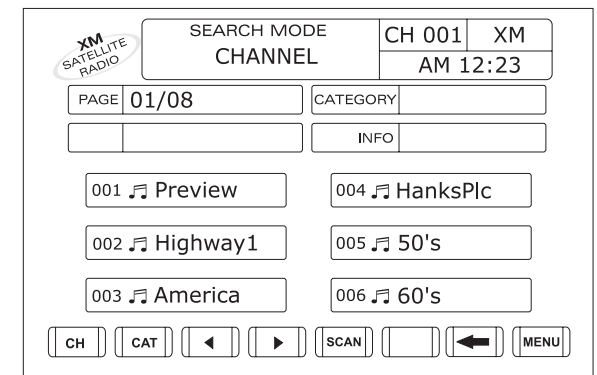 XM
SATELLITE
RADIO
SEARCH MODE
CHANNEL
CH 001 XM
AM 12:23
PAGE 01/08 CATEGORY
INFO
001 ♫ Preview 004 ♫ HanksPlc
002 ♫ Highway1 005 ♫ 50's
003 ♫ America 006 ♫ 60's
CH CAT ◀ ▶ SCAN ← MENU